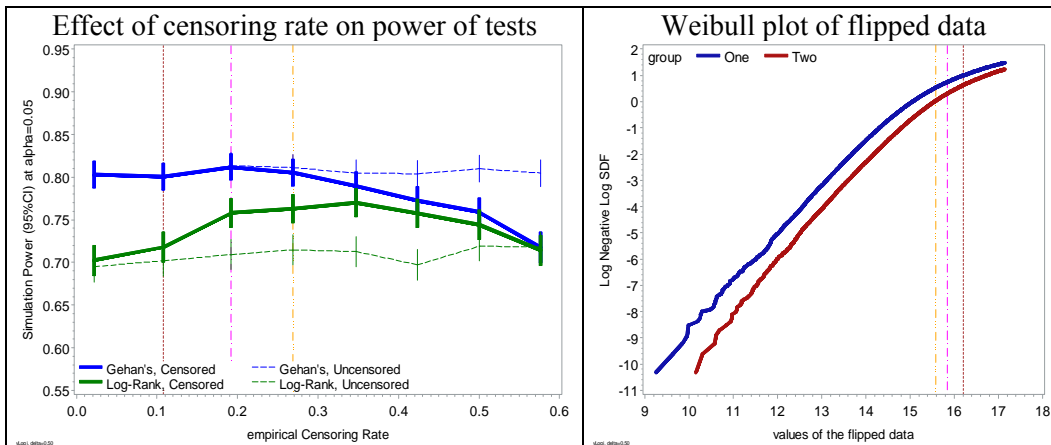 Effect of censoring rate on power of tests
0.95
0.90
0.85
0.80
0.75
0.70
0.65
0.60
0.55
Simulation Power (95%CI) at alpha=0.05
Gehan's, Censored
Gehan's, Uncensored
Log-Rank, Censored
Log-Rank, Uncensored
0.0 0.1 0.2 0.3 0.4 0.5 0.6
empirical Censoring Rate
Weibull plot of flipped data
group One Two
2
1
0
-1
-2
-3
-4
-5
-6
-7
-8
-9
-10
-11
Log Negative Log SDF
9 10 11 12 13 14 15 16 17 18
values of the flipped data